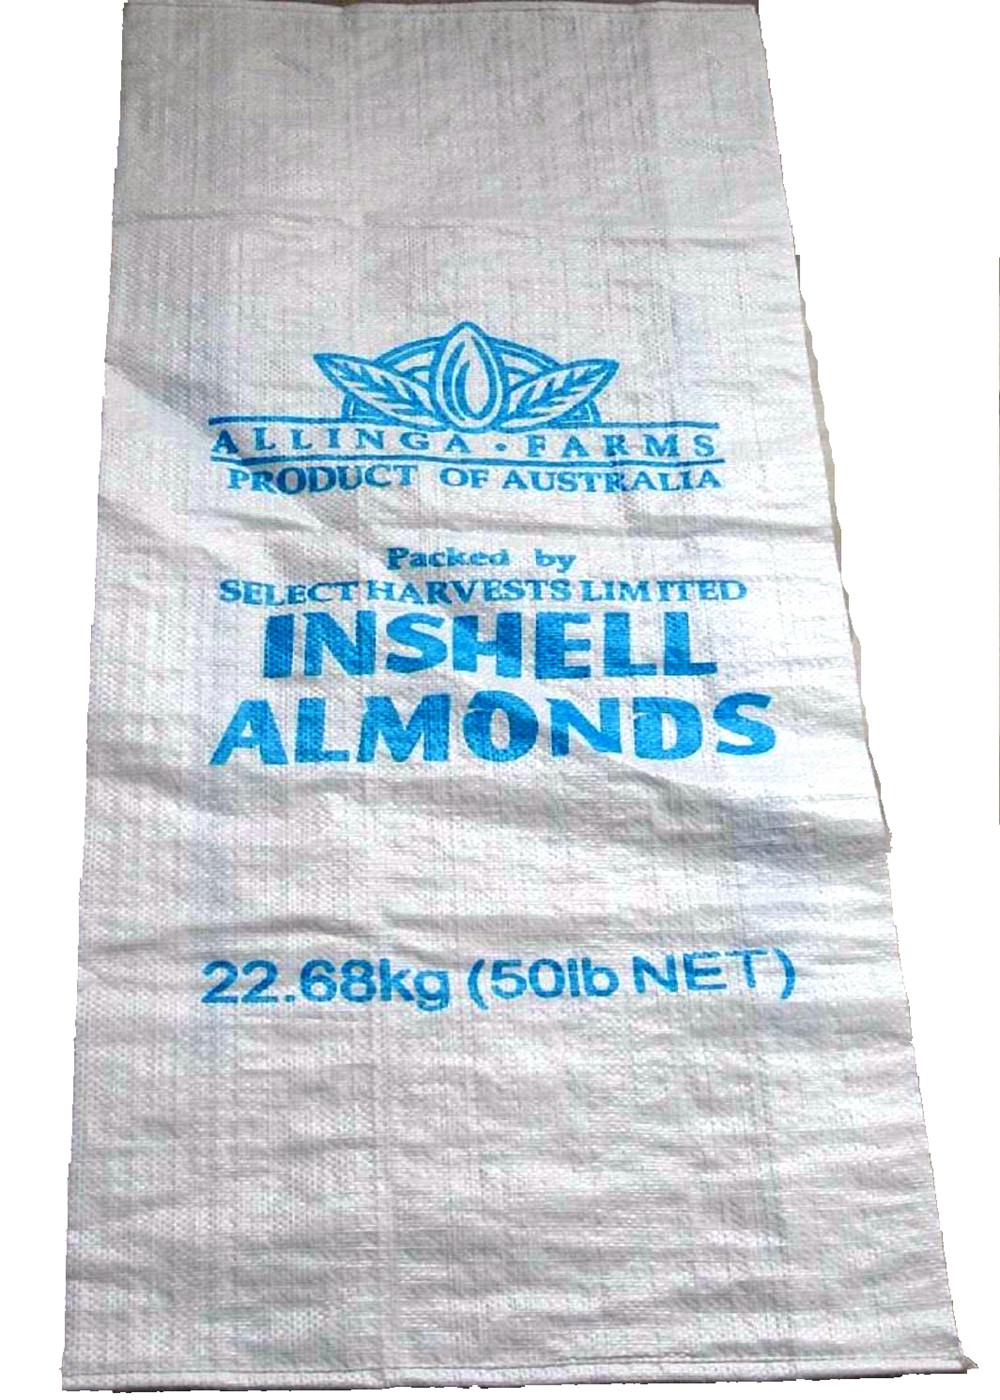 ALLINGA • FARMS
PRODUCT OF AUSTRALIA
Packed by
SELECT HARVESTS LIMITED
INSHELL
ALMONDS
22.68kg (50lb NET)